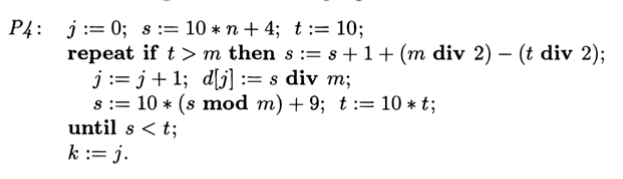 P4: j := 0; s := 10 ∗ n + 4; t := 10;
repeat if t > m then s := s + 1 + (m div 2) − (t div 2);
j := j + 1; d[j] := s div m;
s := 10 ∗ (s mod m) + 9; t := 10 ∗ t;
until s < t;
k := j.